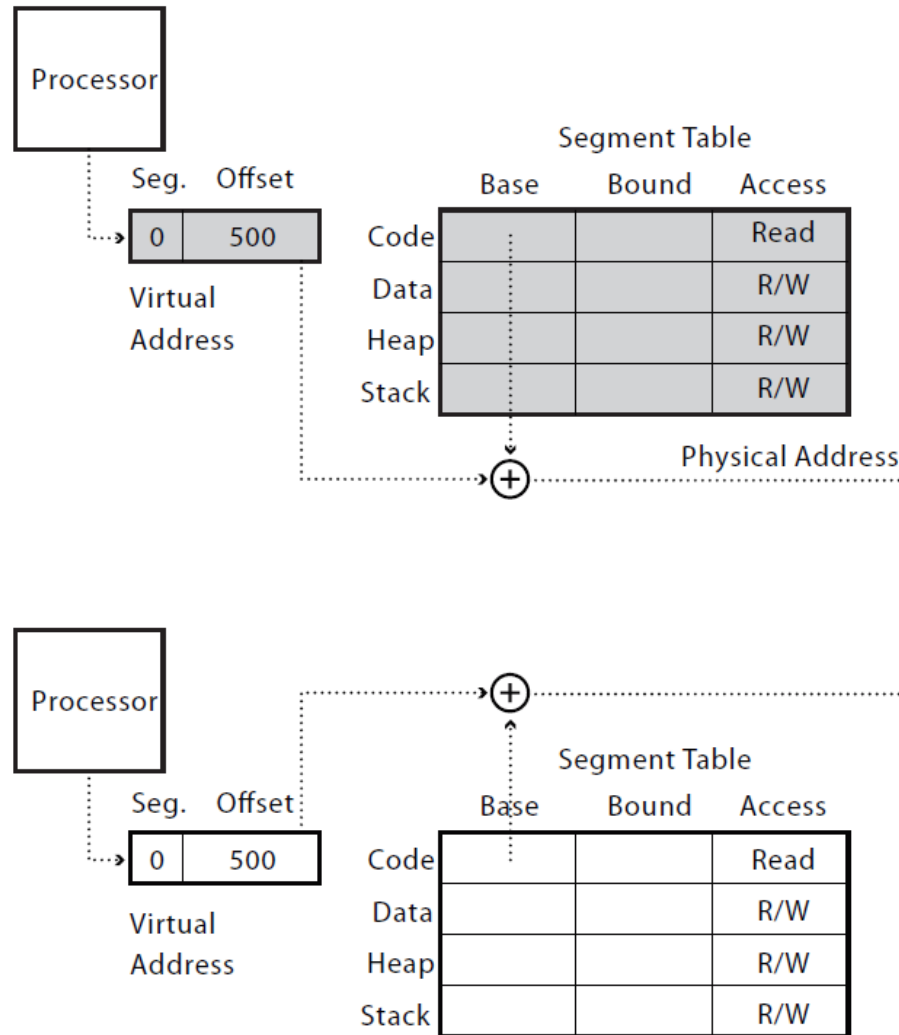 Processor
Segment Table
Seg. Offset
Base Bound Access
0 500
Code Read
Data R/W
Virtual
Address
Heap R/W
Stack R/W
Physical Address
+
Processor
+
Segment Table
Seg. Offset
Base Bound Access
0 500
Code Read
Data R/W
Virtual
Address
Heap R/W
Stack R/W